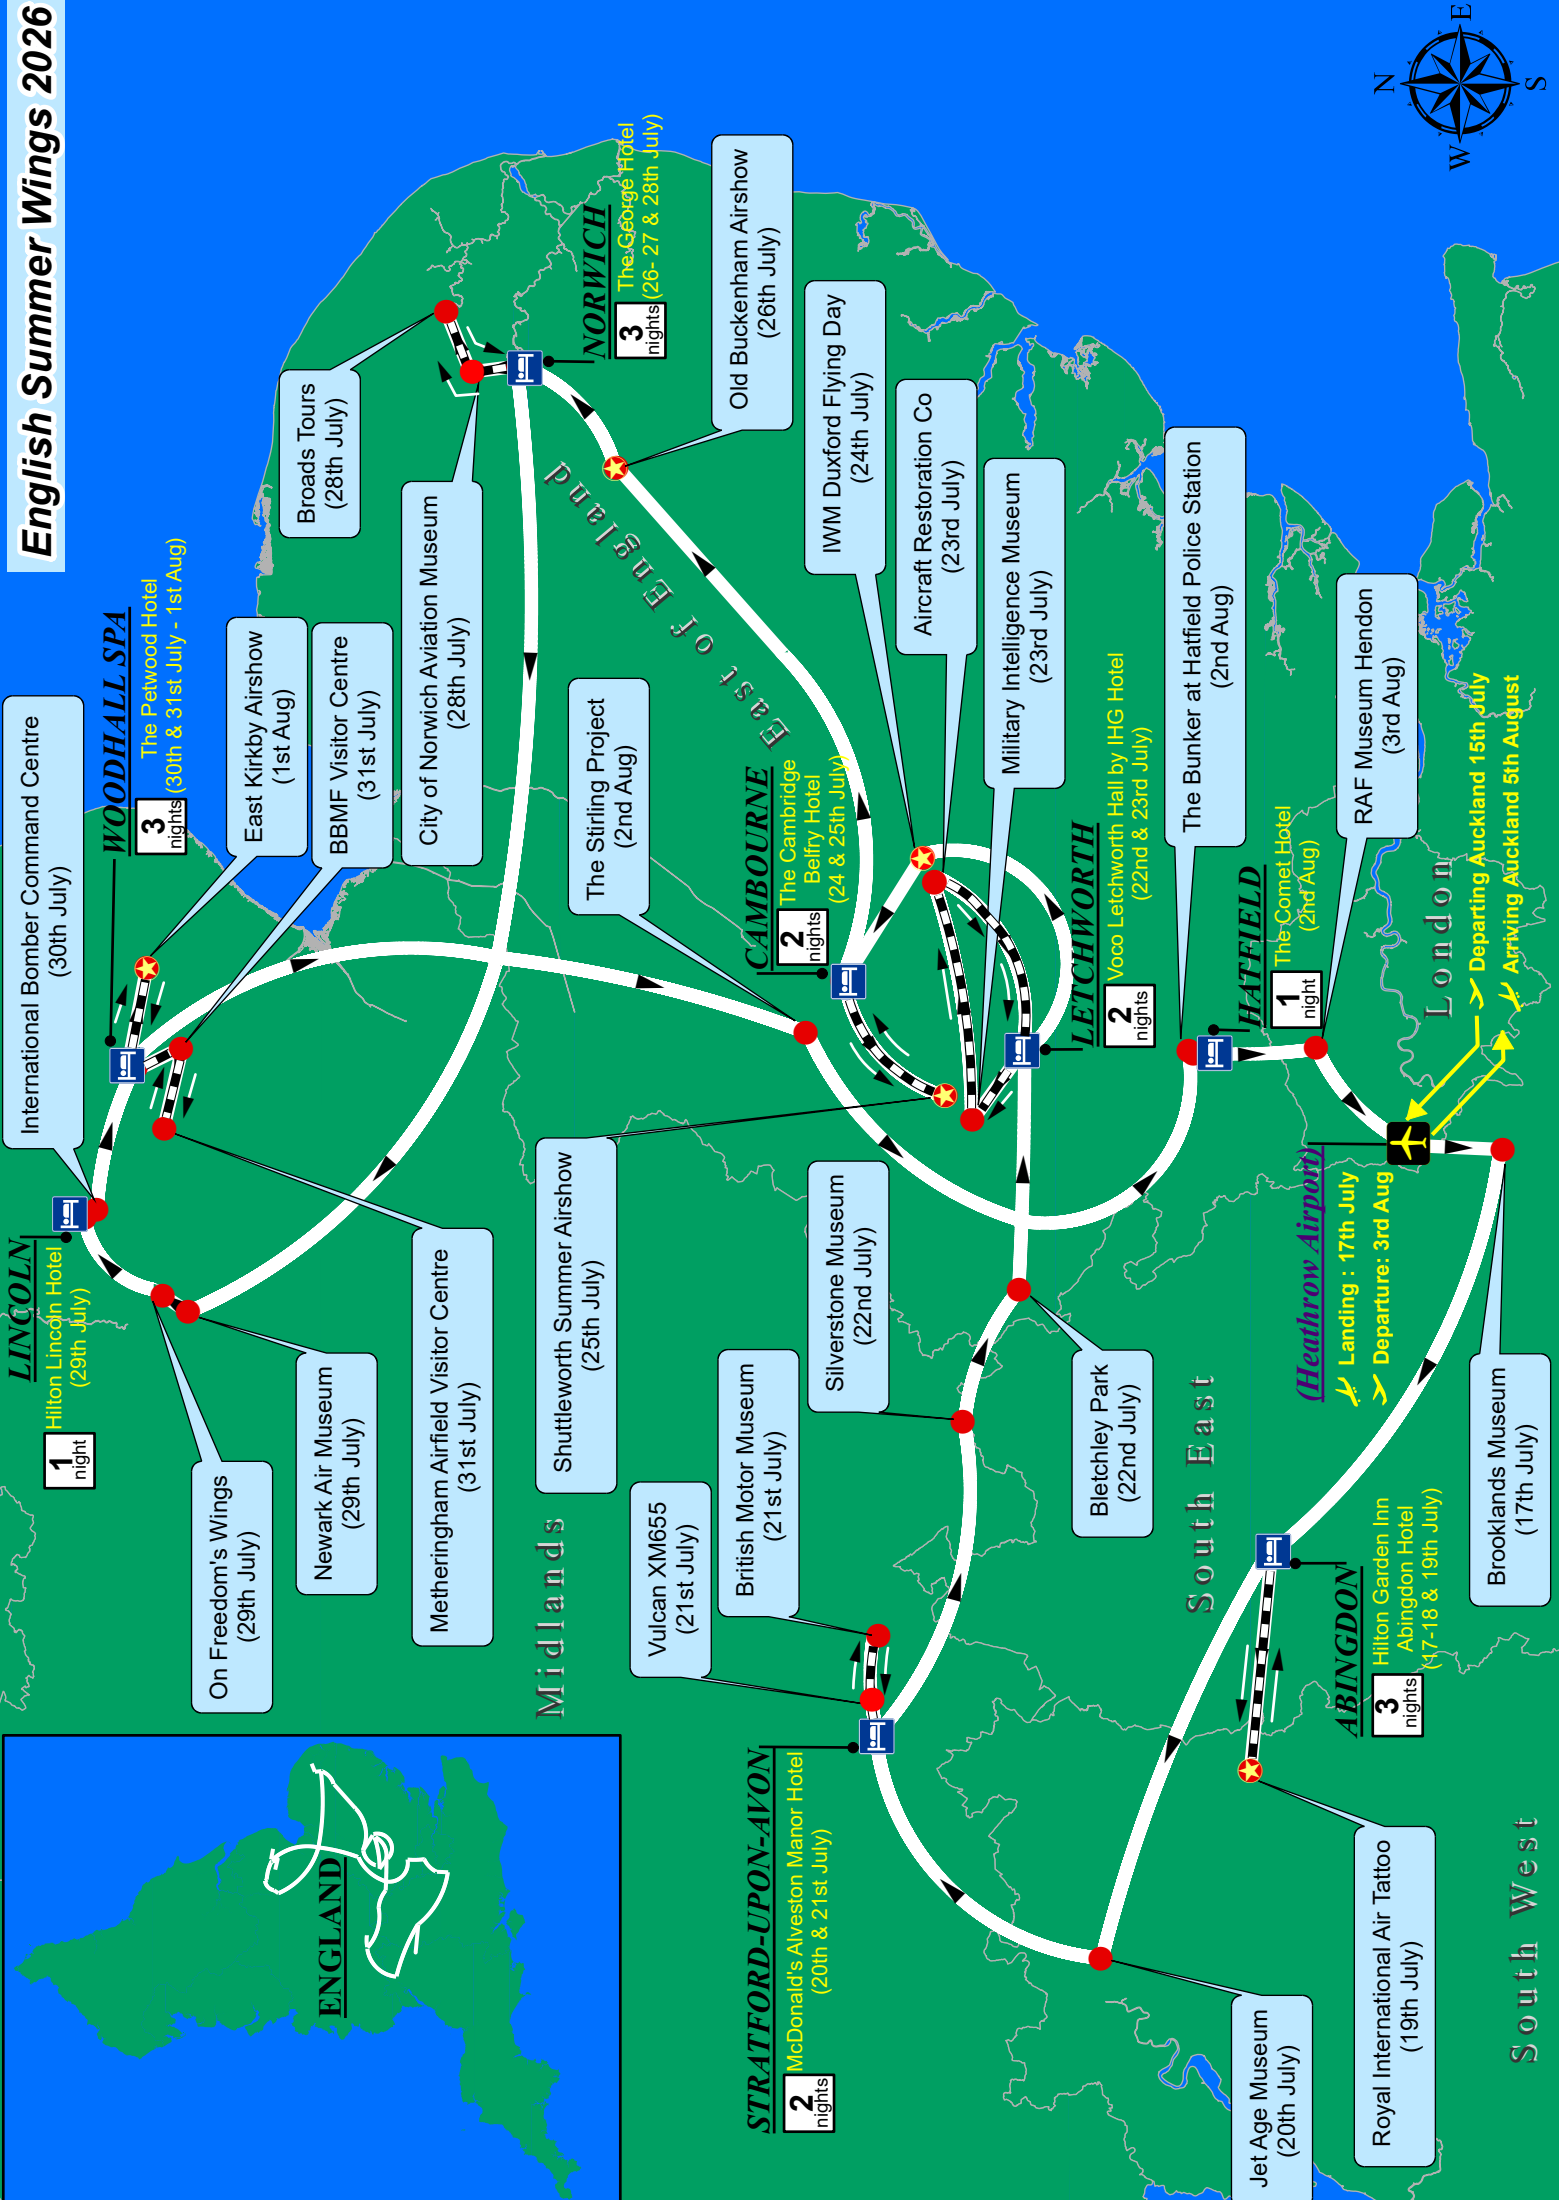 English Summer Wings 2026
ENGLAND
LINCOLN
Hilton Lincoln Hotel
(29th July)
1
night
International Bomber Command Centre
(30th July)
WOODHALL SPA
The Petwood Hotel
(30th & 31st July - 1st Aug)
3
nights
East Kirkby Airshow
(1st Aug)
BBMF Visitor Centre
(31st July)
On Freedom's Wings
(29th July)
Newark Air Museum
(29th July)
Metheringham Airfield Visitor Centre
(31st July)
Broads Tours
(28th July)
City of Norwich Aviation Museum
(28th July)
NORWICH
The George Hotel
(26- 27 & 28th July)
3
nights
Old Buckenham Airshow
(26th July)
East of England
Midlands
Shuttleworth Summer Airshow
(25th July)
The Stirling Project
(2nd Aug)
CAMBOURNE
The Cambridge
Belfry Hotel
(24 & 25th July)
2
nights
IWM Duxford Flying Day
(24th July)
Aircraft Restoration Co
(23rd July)
Military Intelligence Museum
(23rd July)
Vulcan XM655
(21st July)
British Motor Museum
(21st July)
Silverstone Museum
(22nd July)
STRATFORD-UPON-AVON
McDonald's Alveston Manor Hotel
(20th & 21st July)
2
nights
Bletchley Park
(22nd July)
LETCHWORTH
Voco Letchworth Hall by IHG Hotel
(22nd & 23rd July)
2
nights
The Bunker at Hatfield Police Station
(2nd Aug)
HATFIELD
The Comet Hotel
(2nd Aug)
1
night
RAF Museum Hendon
(3rd Aug)
South East
London
(Heathrow Airport)
Landing : 17th July
Departure: 3rd Aug
Departing Auckland 15th July
Arriving Auckland 5th August
ABINGDON
Hilton Garden Inn
Abingdon Hotel
(17-18 & 19th July)
3
nights
Jet Age Museum
(20th July)
Royal International Air Tattoo
(19th July)
Brooklands Museum
(17th July)
South West
N
E
S
W